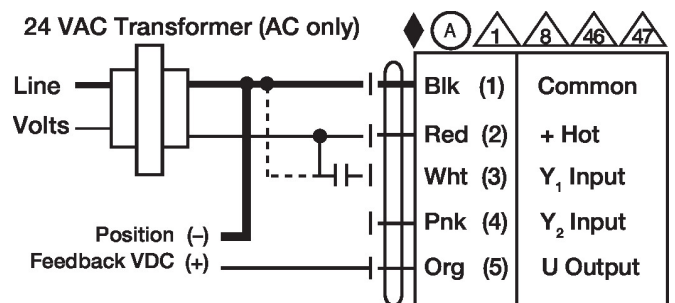 24 VAC Transformer (AC only)
A 1 8 46 47
Line
Volts
Blk (1) Common
Red (2) + Hot
Wht (3) Y1 Input
Pnk (4) Y2 Input
Org (5) U Output
Position (–)
Feedback VDC (+)